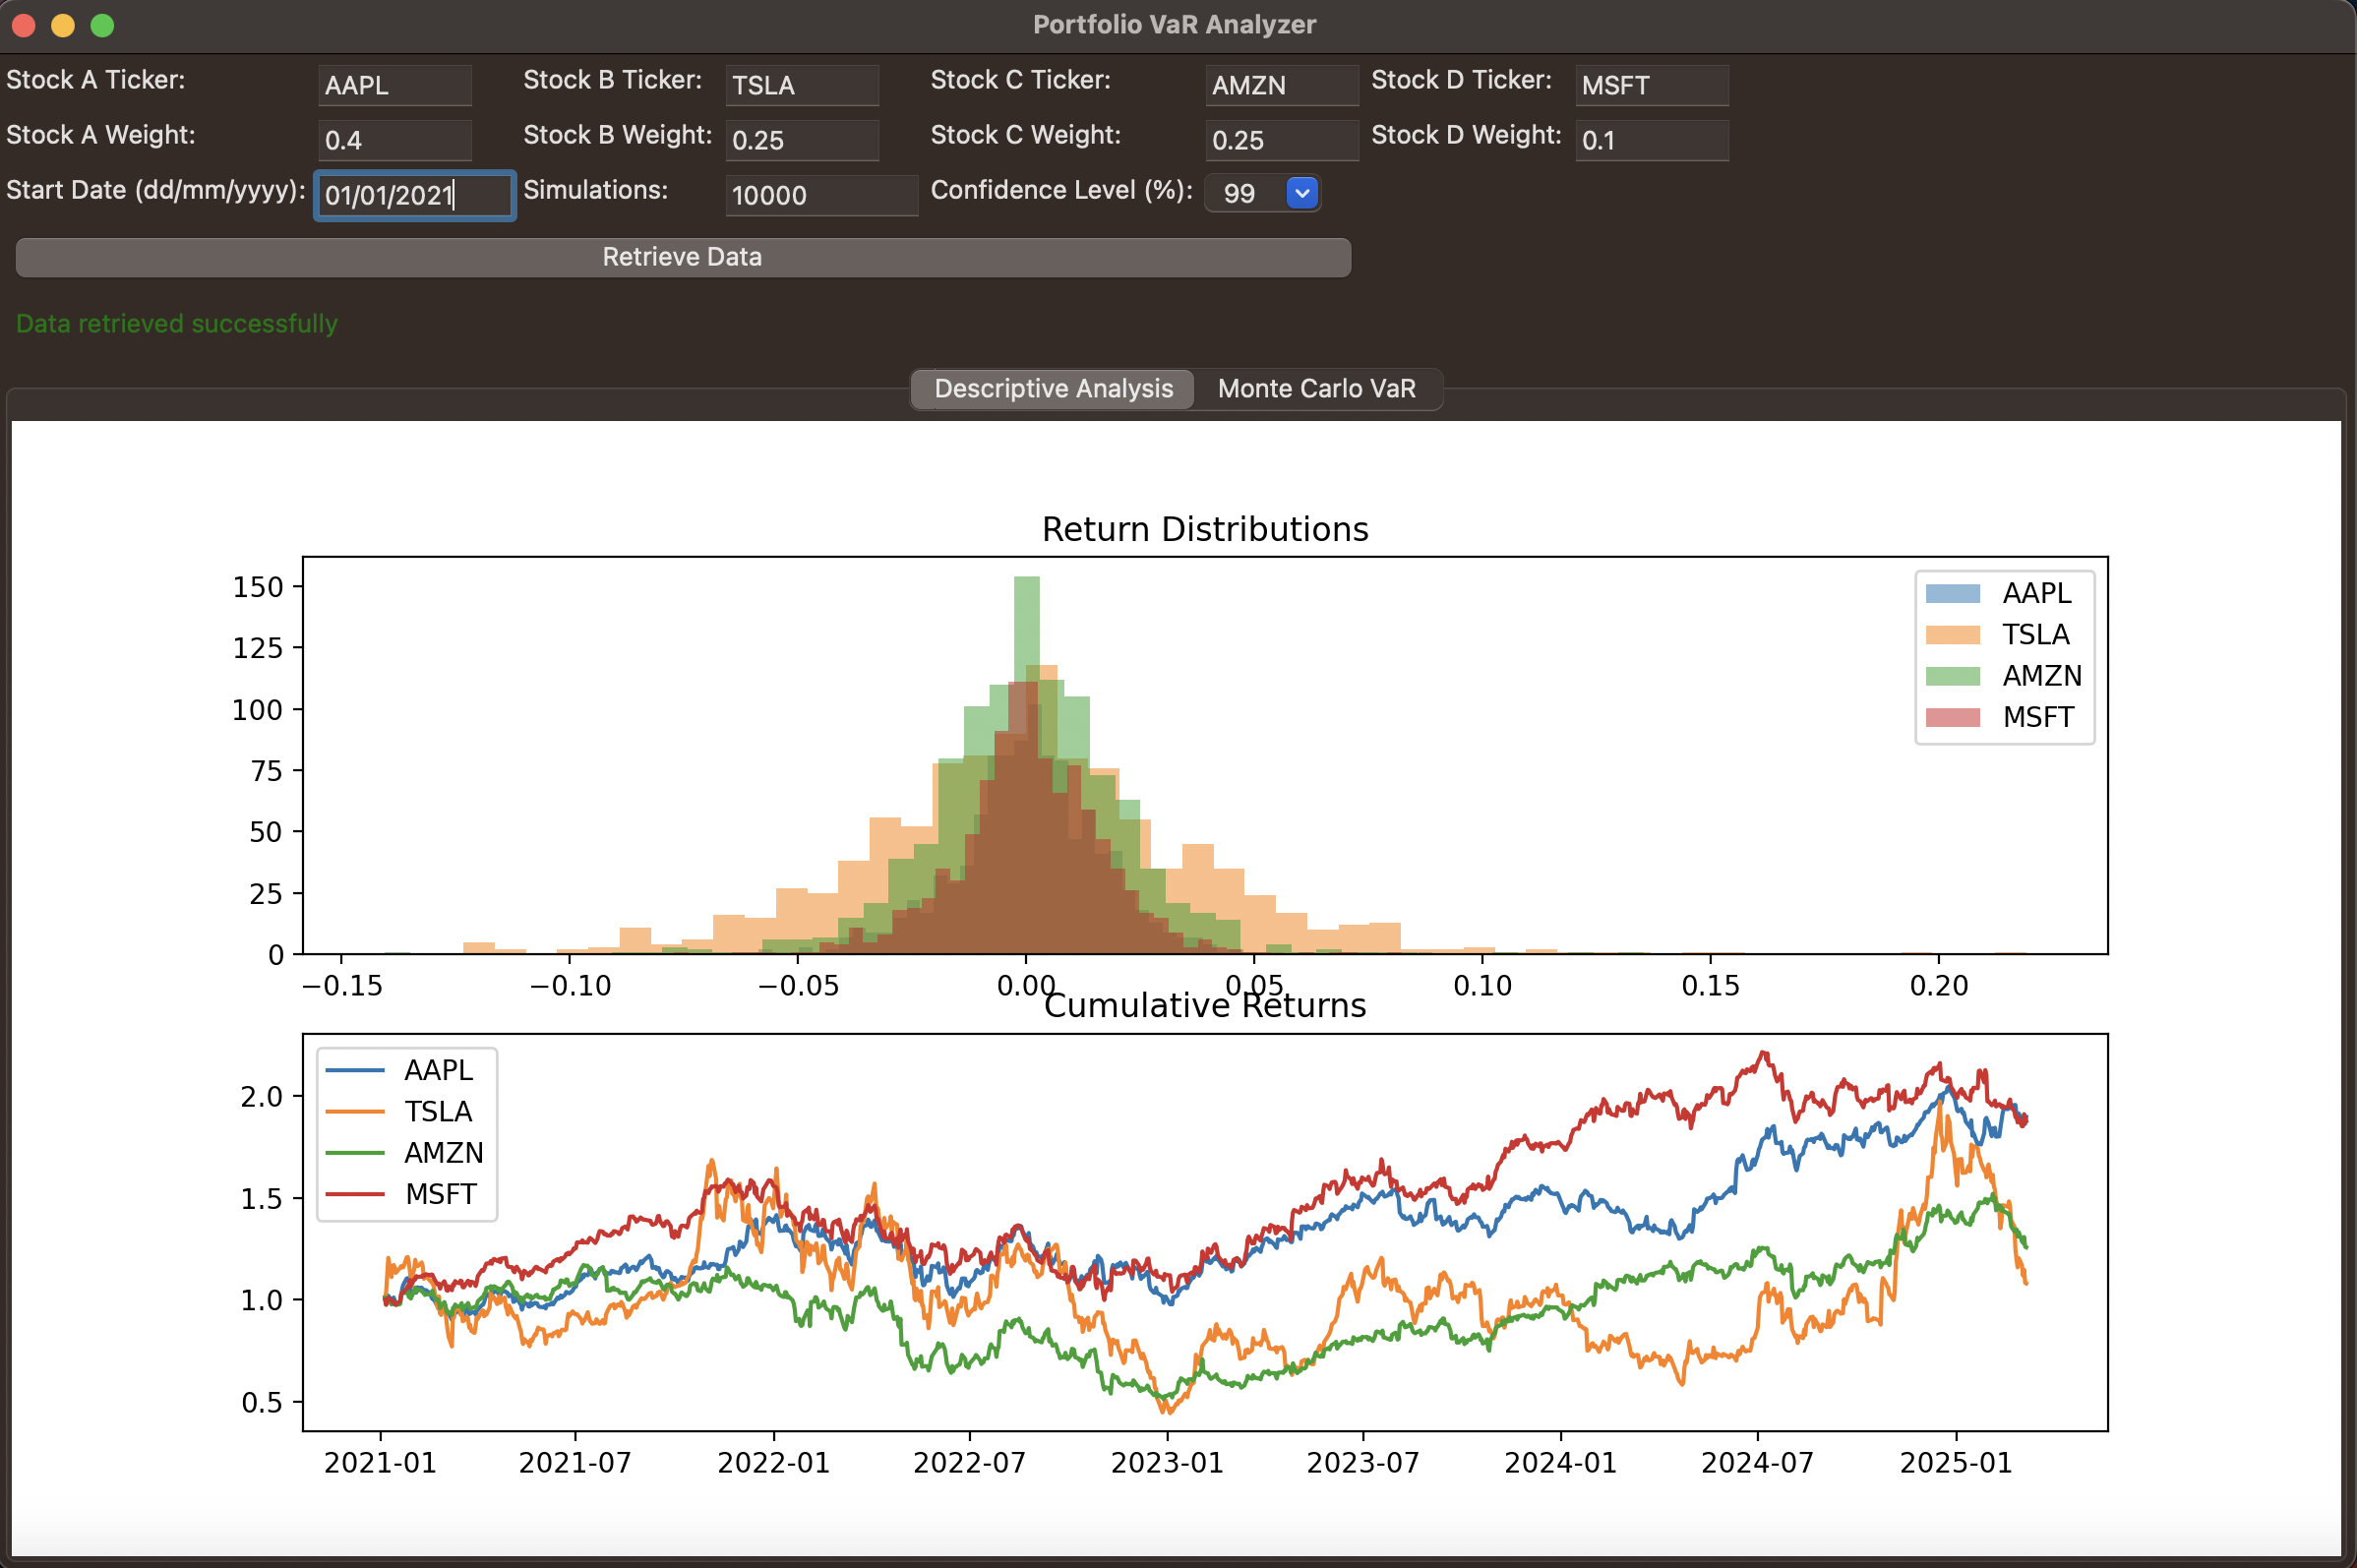 Portfolio VaR Analyzer
Stock A Ticker: AAPL Stock B Ticker: TSLA Stock C Ticker: AMZN Stock D Ticker: MSFT
Stock A Weight: 0.4 Stock B Weight: 0.25 Stock C Weight: 0.25 Stock D Weight: 0.1
Start Date (dd/mm/yyyy): 01/01/2021 Simulations: 10000 Confidence Level (%): 99
Retrieve Data
Data retrieved successfully
Descriptive Analysis Monte Carlo VaR
Return Distributions
150
125
100
75
50
25
0
AAPL
TSLA
AMZN
MSFT
−0.15 −0.10 −0.05 0.00 0.05 0.10 0.15 0.20
Cumulative Returns
AAPL
TSLA
AMZN
MSFT
2.0
1.5
1.0
0.5
2021-01 2021-07 2022-01 2022-07 2023-01 2023-07 2024-01 2024-07 2025-01